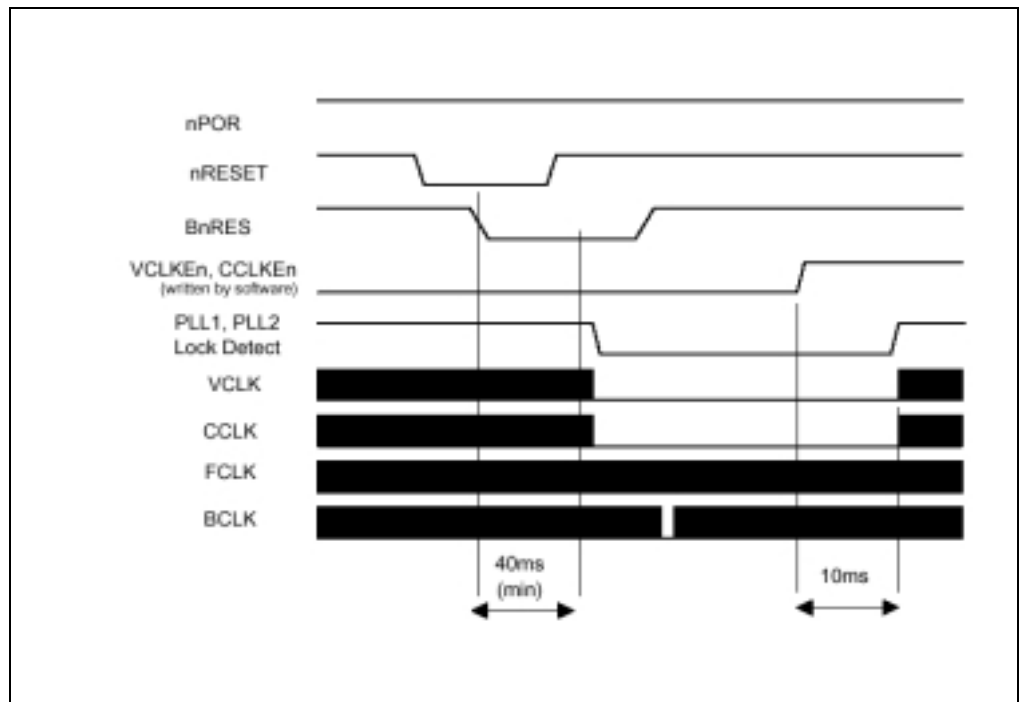 nPOR
nRESET
BnRES
VCLKEn, CCLKEn
(written by software)
PLL1, PLL2
Lock Detect
VCLK
CCLK
FCLK
BCLK
40ms
(min)
10ms